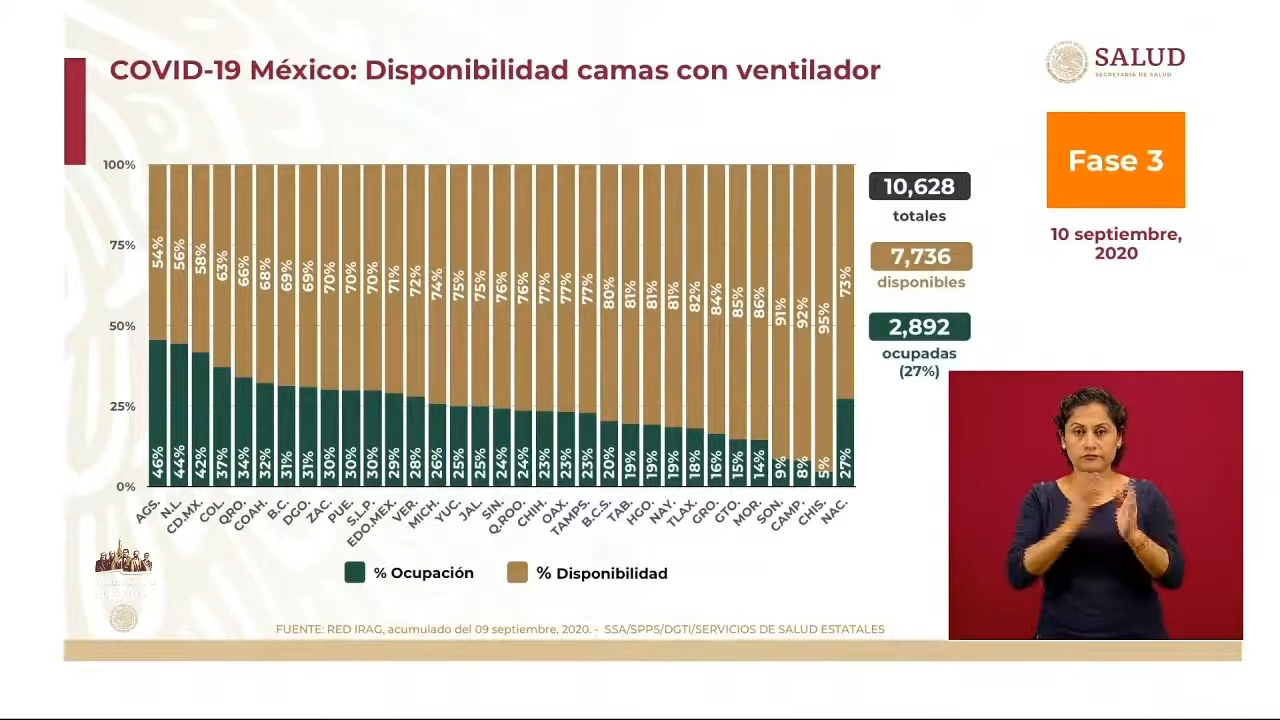 COVID-19 México: Disponibilidad camas con ventilador
SALUD
SECRETARÍA DE SALUD
Fase 3
10 septiembre,
2020
10,628
totales
7,736
disponibles
2,892
ocupadas
(27%)
100%
75%
50%
25%
0%
54% 56% 58% 63% 66% 68% 69% 69% 70% 70% 70% 71% 72% 74% 75% 75% 76% 76% 77% 77% 77% 80% 81% 81% 81% 82% 84% 85% 86% 91% 92% 95% 73%
46% 44% 42% 37% 34% 32% 31% 31% 30% 30% 30% 29% 28% 26% 25% 25% 24% 24% 23% 23% 23% 20% 19% 19% 19% 18% 16% 15% 14% 9% 8% 5% 27%
AGS. N.L. CD.MX. COL. QRO. COAH. B.C. DGO. ZAC. PUE. S.L.P. EDO.MEX. VER. MICH. YUC. JAL. SIN. Q.ROO. CHIH. OAX. TAMPS. B.C.S. TAB. HGO. NAY. TLAX. GRO. GTO. MOR. SON. CAMP. CHIS. NAC.
% Ocupación % Disponibilidad
FUENTE: RED IRAG, acumulado del 09 septiembre, 2020. - SSA/SPPS/DGTI/SERVICIOS DE SALUD ESTATALES